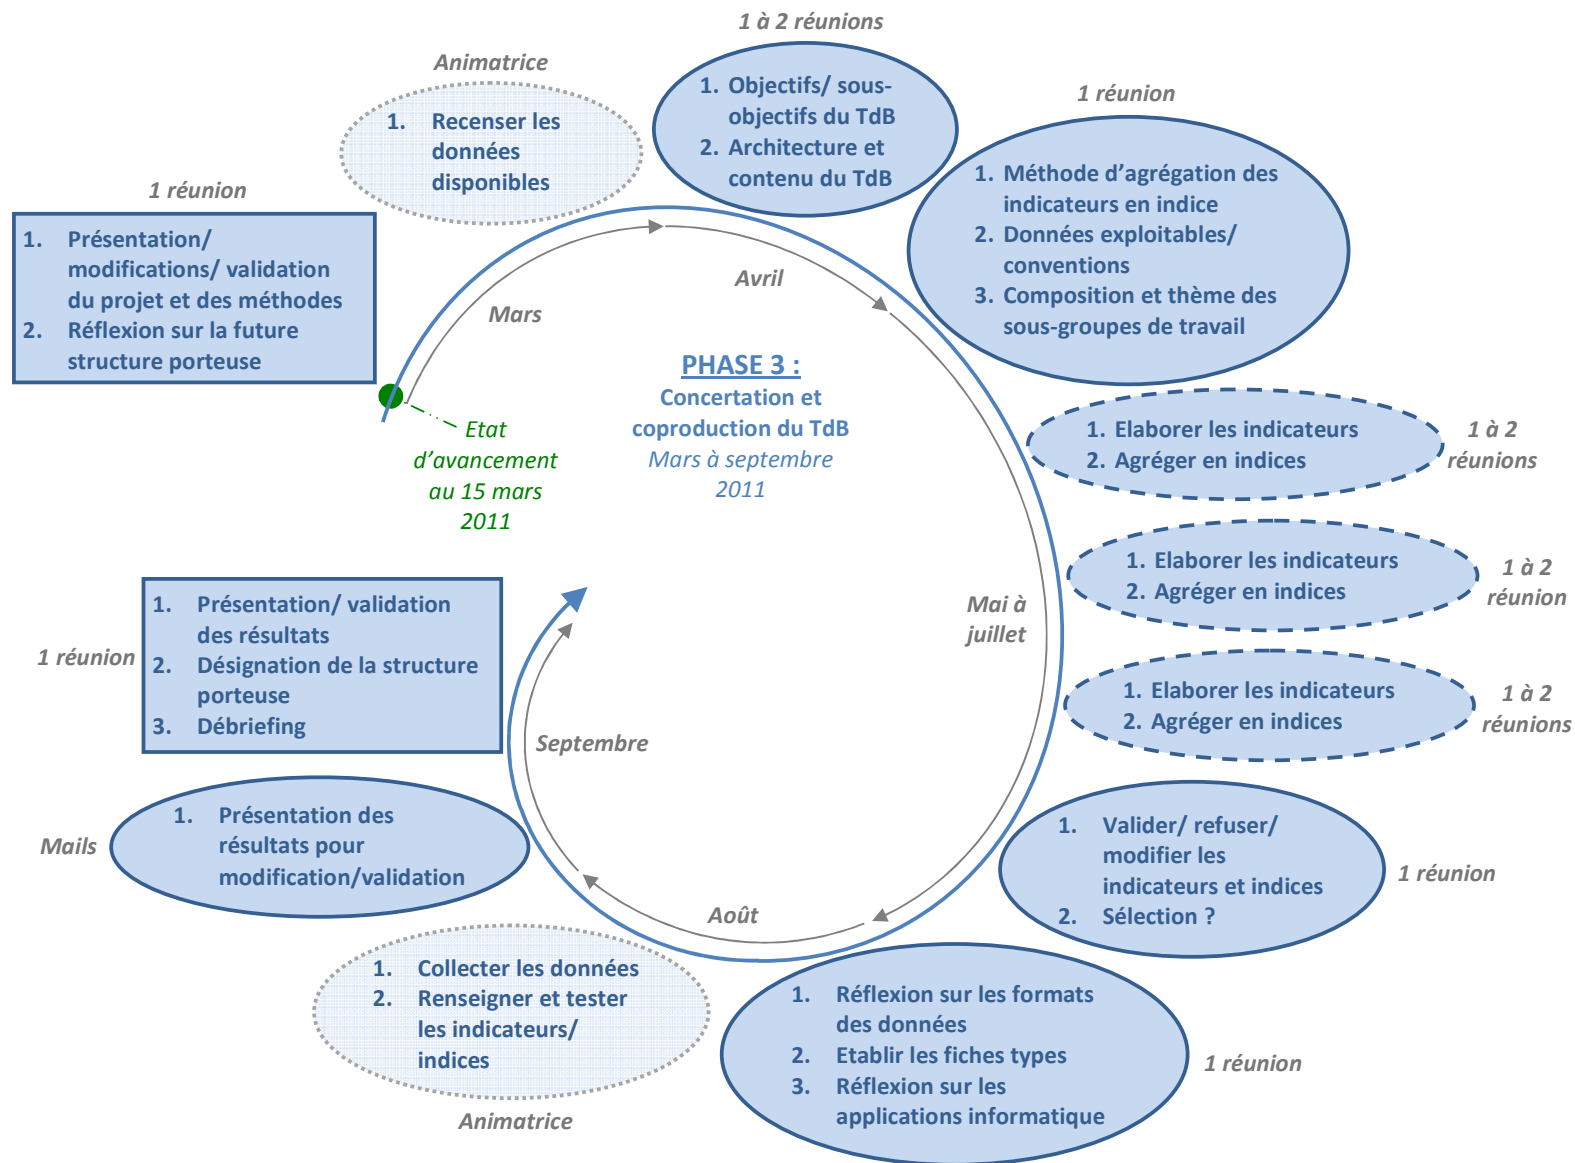 1 réunion
1. Présentation/
modifications/ validation
du projet et des méthodes
2. Réflexion sur la future
structure porteuse
Animatrice
1. Recenser les
données
disponibles
1 à 2 réunions
1. Objectifs/ sous-
objectifs du TdB
2. Architecture et
contenu du TdB
1 réunion
1. Méthode d’agrégation des
indicateurs en indice
2. Données exploitables/
conventions
3. Composition et thème des
sous-groupes de travail
Mars
Avril
PHASE 3 :
Concertation et
coproduction du TdB
Mars à septembre
2011
Etat
d’avancement
au 15 mars
2011
1. Elaborer les indicateurs
2. Agréger en indices
1 à 2
réunions
1. Elaborer les indicateurs
2. Agréger en indices
1 à 2
réunion
Mai à
juillet
1. Elaborer les indicateurs
2. Agréger en indices
1 à 2
réunions
1. Valider/ refuser/
modifier les
indicateurs et indices
2. Sélection ?
1 réunion
1. Réflexion sur les formats
des données
2. Etablir les fiches types
3. Réflexion sur les
applications informatique
1 réunion
Août
1. Collecter les données
2. Renseigner et tester
les indicateurs/
indices
Animatrice
Septembre
1. Présentation des
résultats pour
modification/validation
Mails
1. Présentation/ validation
des résultats
2. Désignation de la structure
porteuse
3. Débriefing
1 réunion